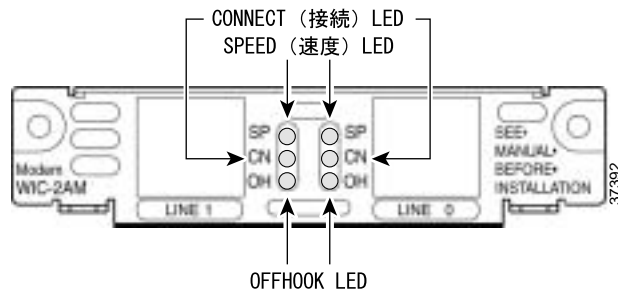 CONNECT（接続）LED
SPEED（速度）LED
SP SP
CN CN
OH OH
Modem
WIC-2AM
SEE
MANUAL
BEFORE
INSTALLATION
LINE 1
LINE 0
37392
OFFHOOK LED